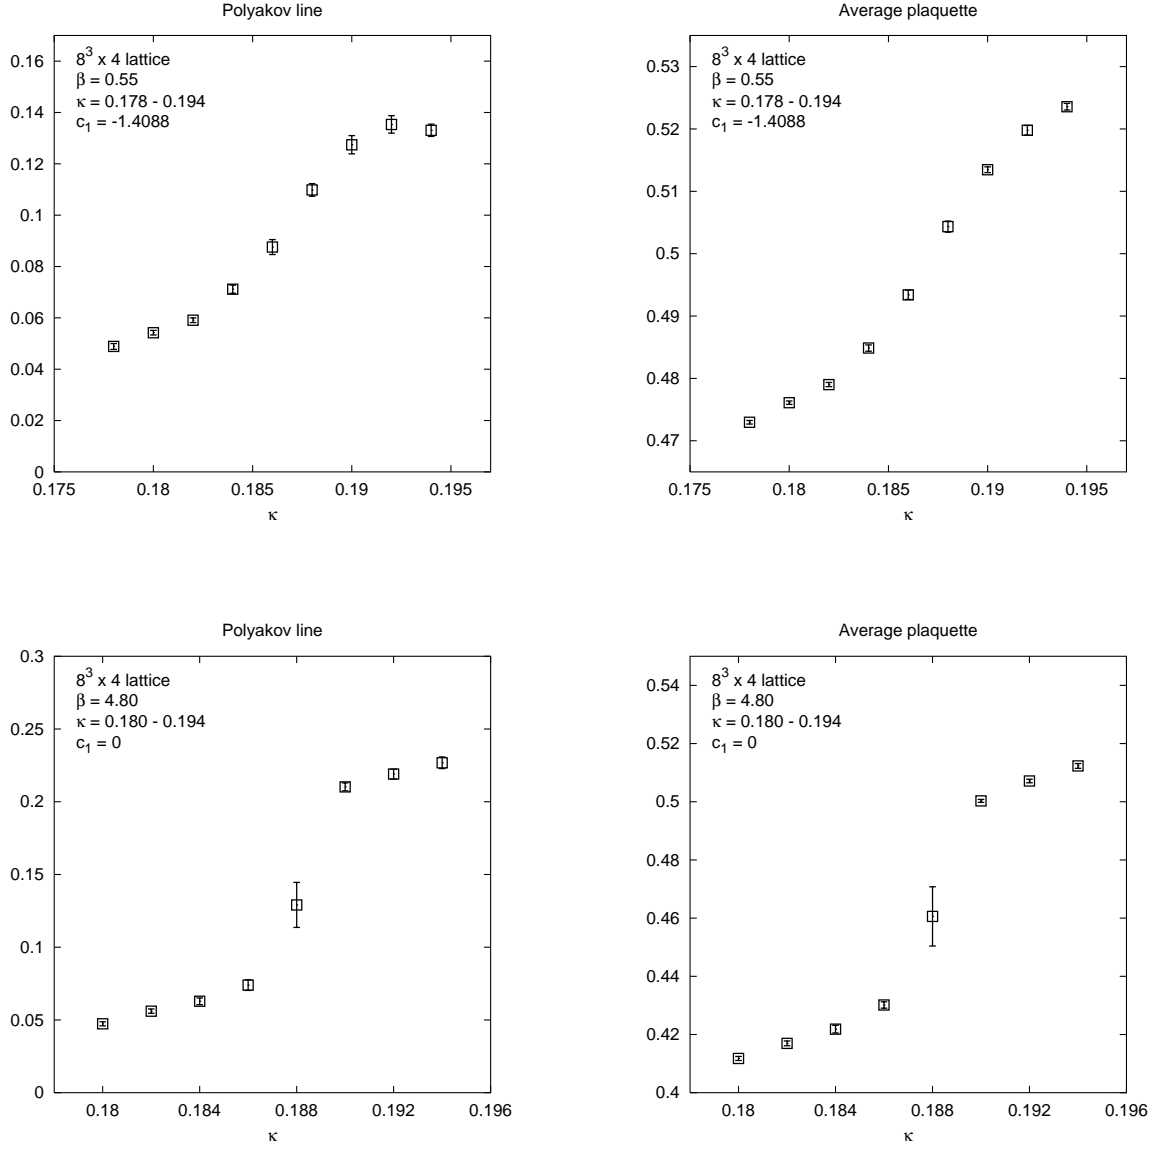 Polyakov line
0.16
0.14
0.12
0.1
0.08
0.06
0.04
0.02
0
8³ x 4 lattice
β = 0.55
κ = 0.178 - 0.194
c₁ = -1.4088
0.175 0.18 0.185 0.19 0.195
κ
Average plaquette
0.53
0.52
0.51
0.5
0.49
0.48
0.47
8³ x 4 lattice
β = 0.55
κ = 0.178 - 0.194
c₁ = -1.4088
0.175 0.18 0.185 0.19 0.195
κ
Polyakov line
0.3
0.25
0.2
0.15
0.1
0.05
0
8³ x 4 lattice
β = 4.80
κ = 0.180 - 0.194
c₁ = 0
0.18 0.184 0.188 0.192 0.196
κ
Average plaquette
0.54
0.52
0.5
0.48
0.46
0.44
0.42
0.4
8³ x 4 lattice
β = 4.80
κ = 0.180 - 0.194
c₁ = 0
0.18 0.184 0.188 0.192 0.196
κ